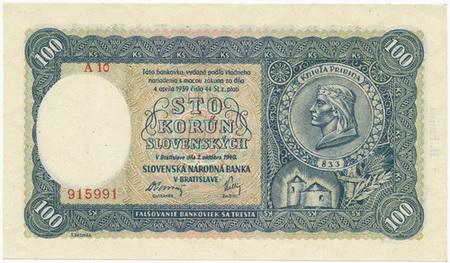 100
100
A 10
Táto bankovka, vydaná podľa vládneho
nariadenia s mocou zákona zo dňa
4. apríla 1939 číslo 44 Sl. z., platí
STO
KORÚN
SLOVENSKÝCH
V Bratislave dňa 7. októbra 1940.
SLOVENSKÁ NÁRODNÁ BANKA
V BRATISLAVE
KNIEŽA PRIBINA
833
915991
100
100
FALŠOVANIE BANKOVIEK SA TRESTÁ